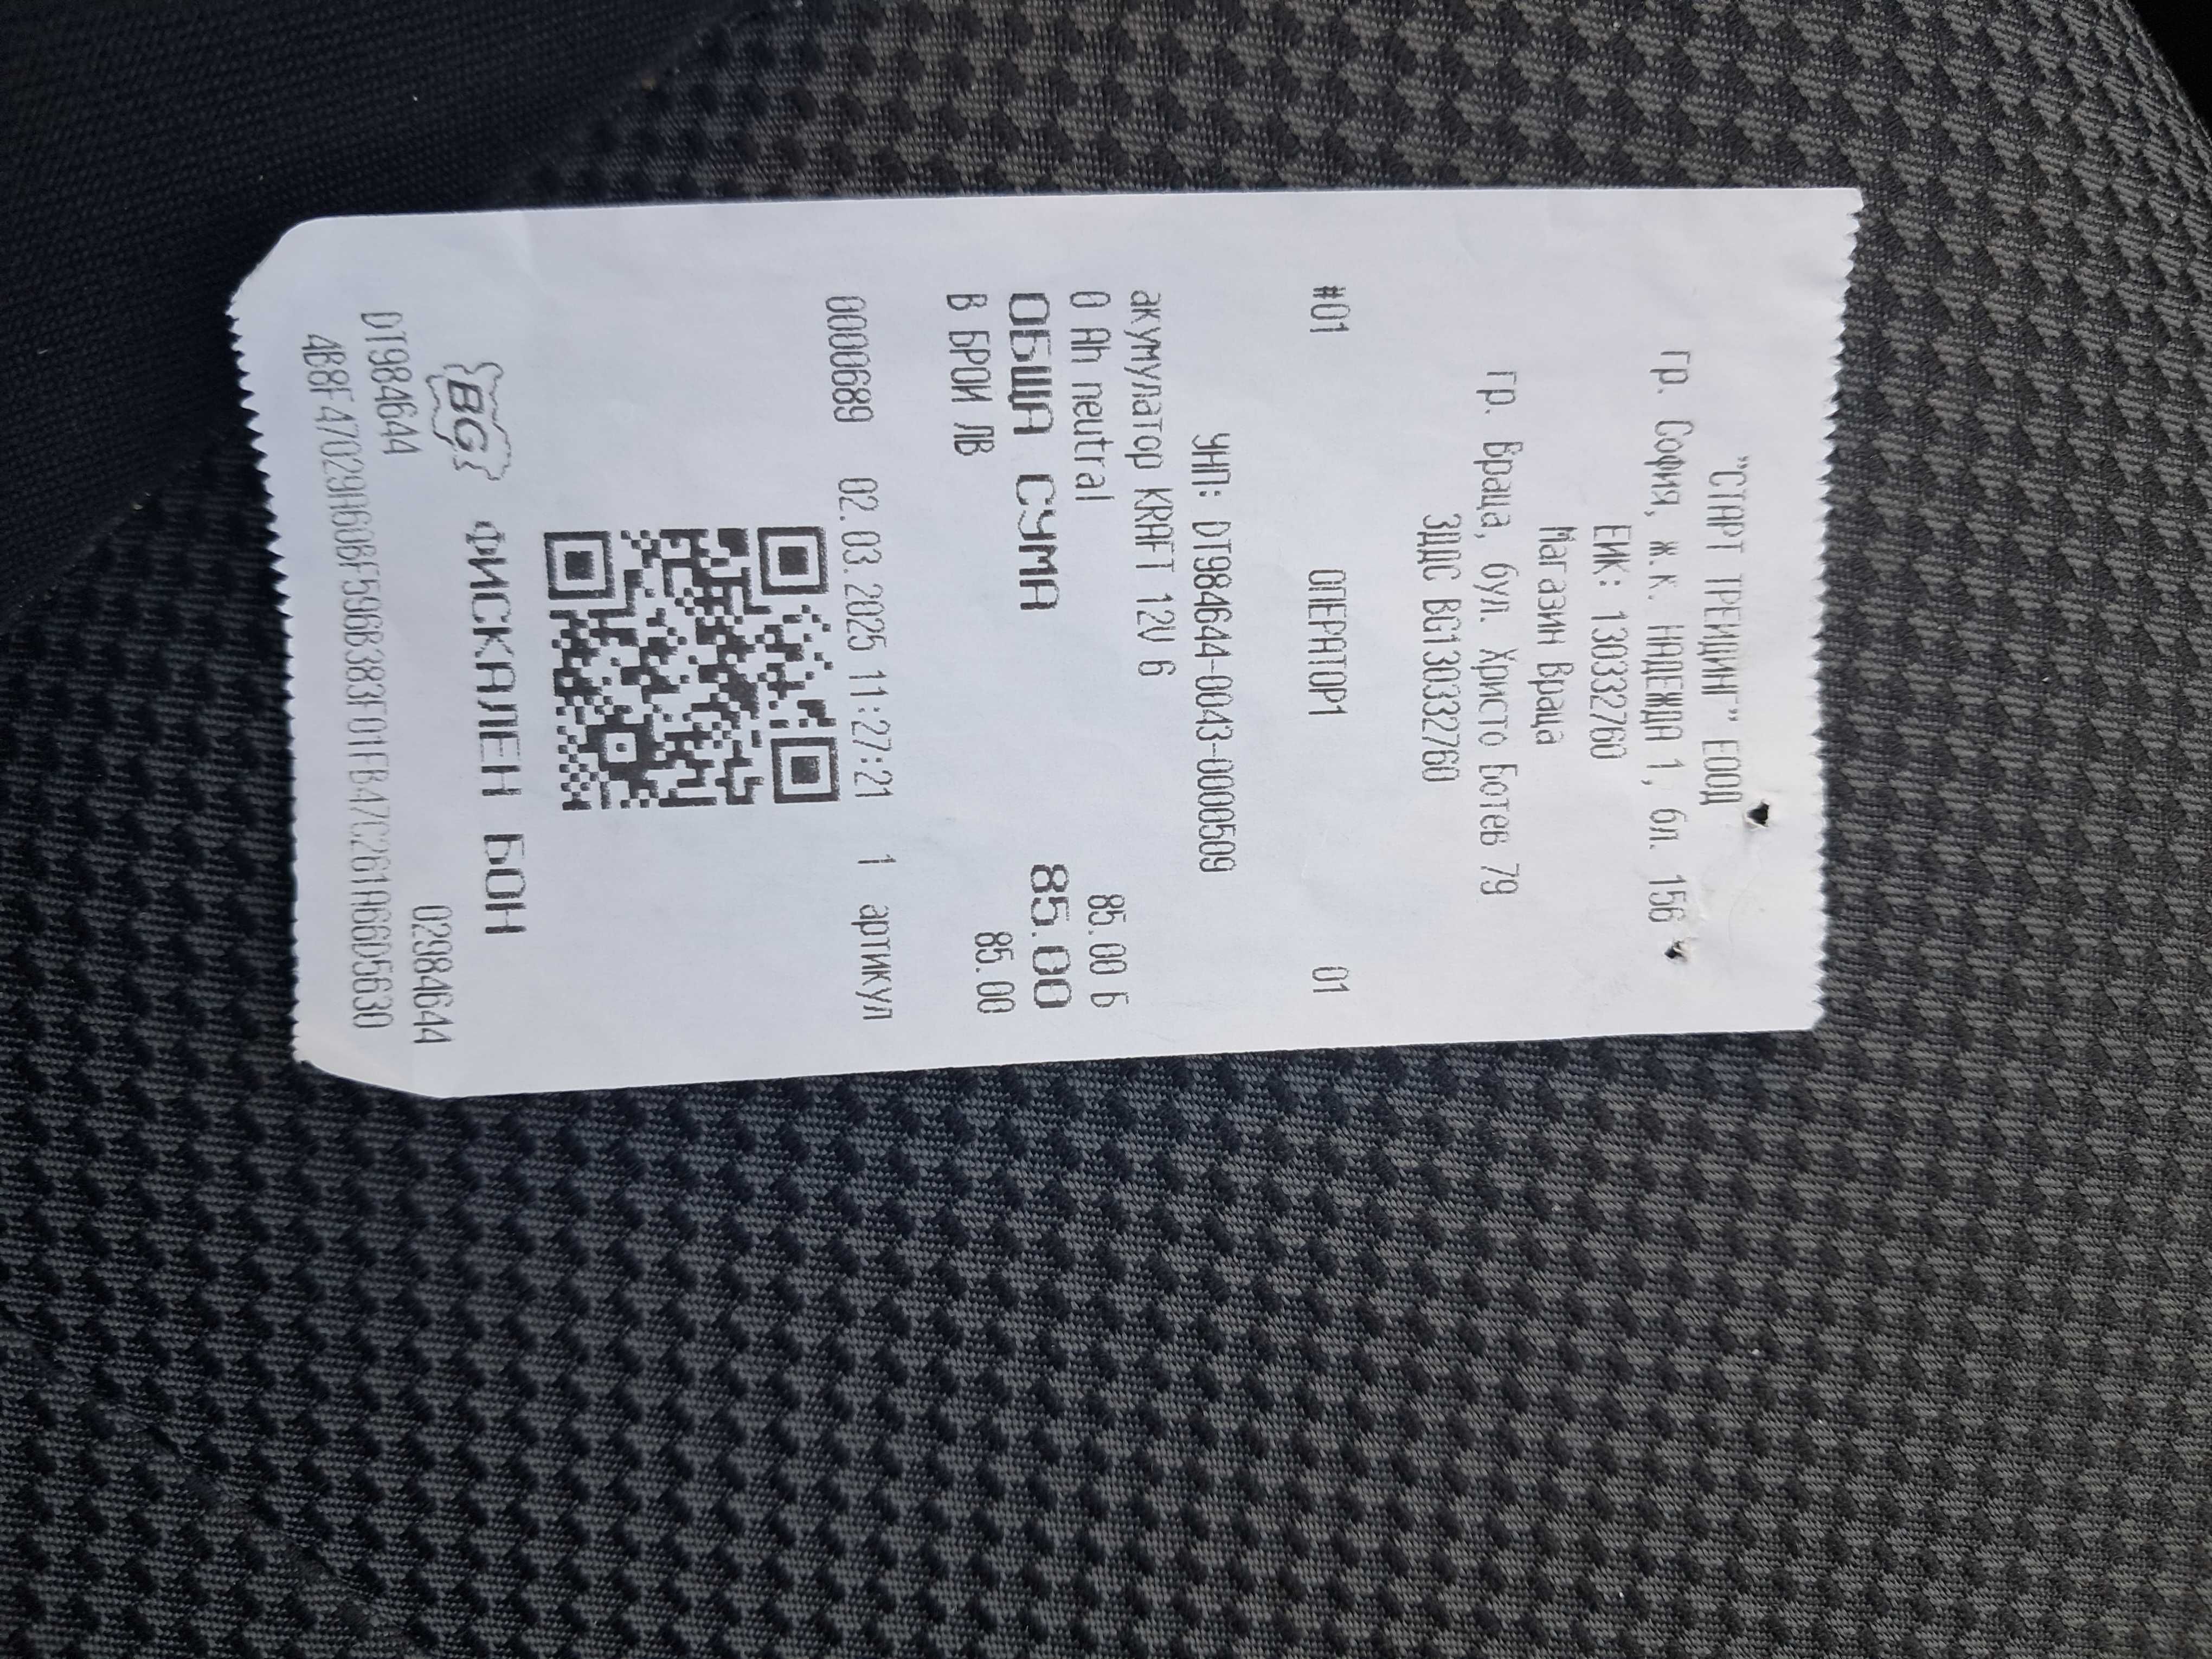 "СТАРТ ТРЕЙДИНГ" ЕООД
гр. София, ж.к. НАДЕЖДА 1, бл. 156
ЕИК: 130332760
Магазин Враца
гр. Враца, бул. Христо Ботев 79
ЗДДС BG130332760
#01 ОПЕРАТОР1 01
УНП: DT984644-0043-0000509
акумулатор KRAFT 12V 6
0 Ah neutral 85.00 Б
ОБЩА СУМА 85.00
В БРОЙ ЛВ 85.00
0000689 02.03.2025 11:27:21 1 артикул
BG ФИСКАЛЕН БОН
DT984644 02984644
4B8F47029A60BF596B383F01FB47C261A66D5630